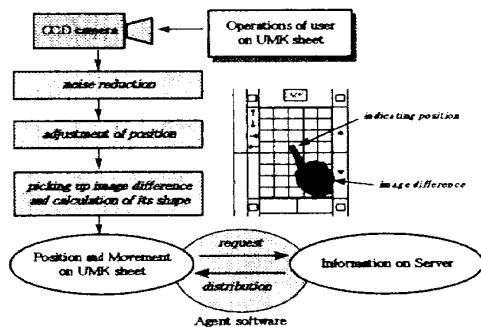 CCD camera
Operations of user
on UMK sheet
noise reduction
adjustment of position
picking up image difference
and calculation of its shape
indicating position
image difference
Position and Movement
on UMK sheet
request
distribution
Information on Server
Agent software